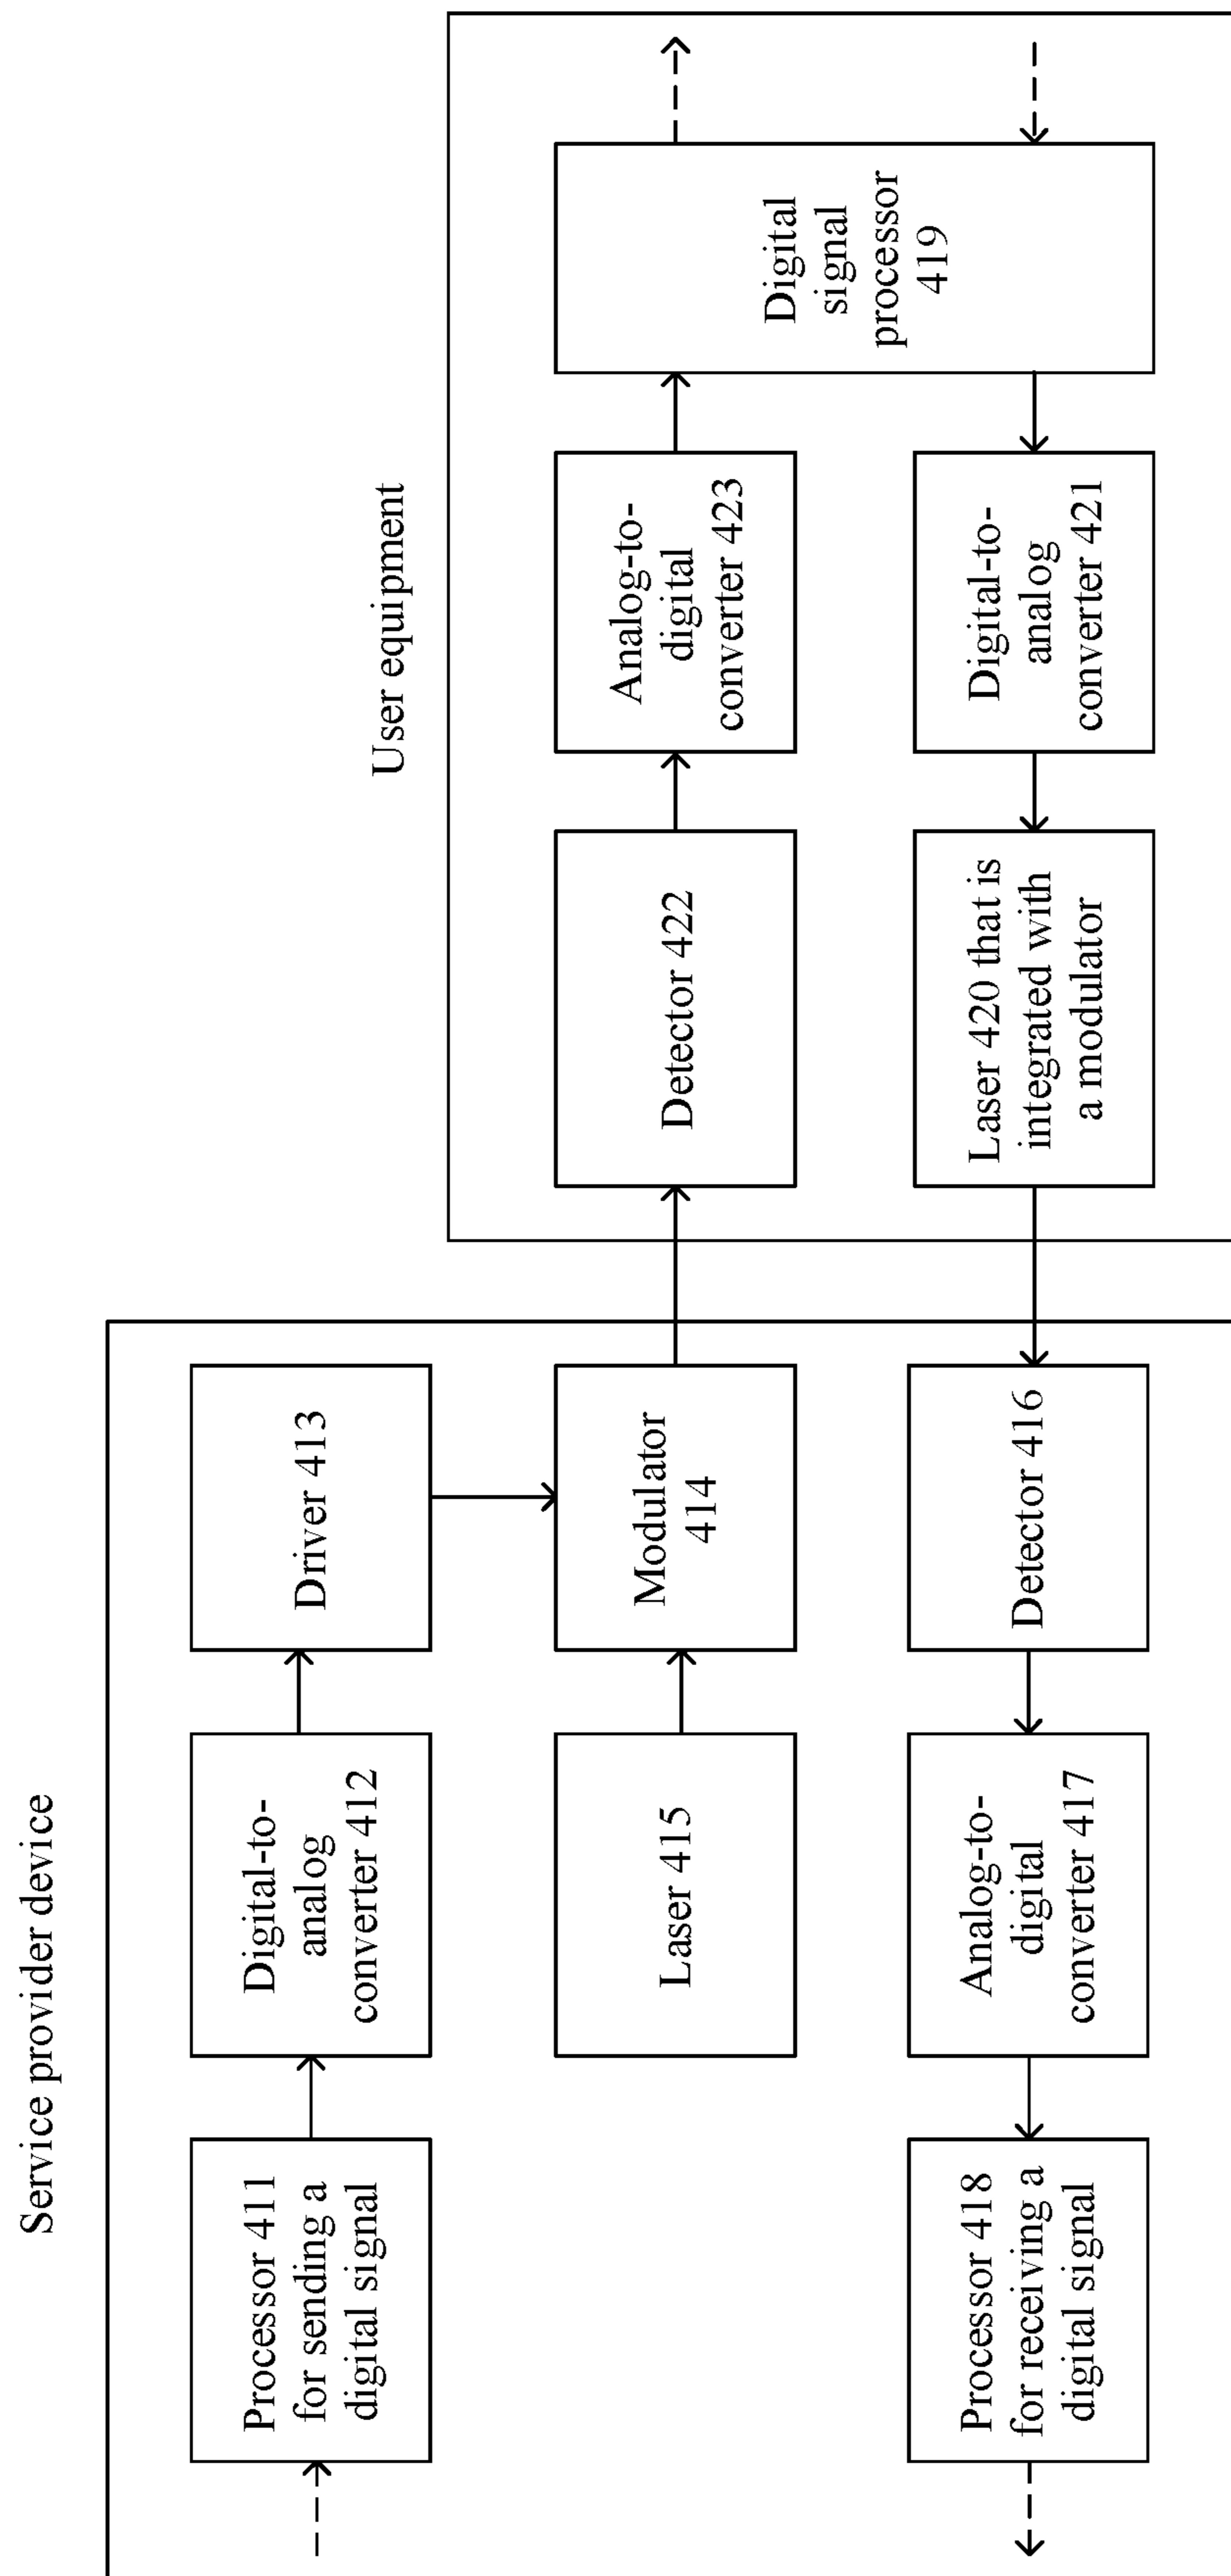 Service provider device
Processor 411
for sending a
digital signal
Digital-to-
analog
converter 412
Driver 413
Laser 415
Modulator
414
Processor 418
for receiving a
digital signal
Analog-to-
digital
converter 417
Detector 416
User equipment
Detector 422
Analog-to-
digital
converter 423
Digital
signal
processor
419
Laser 420 that is
integrated with
a modulator
Digital-to-
analog
converter 421